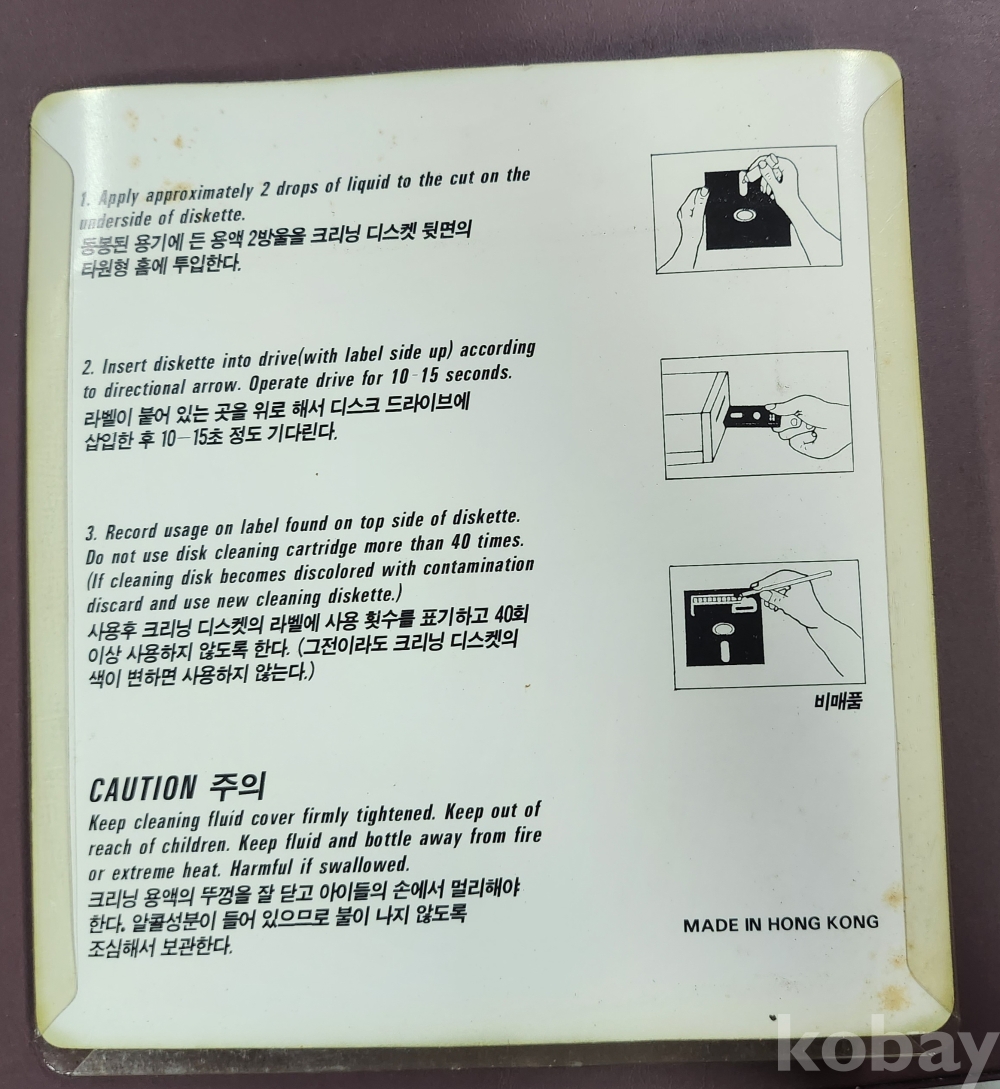 1. Apply approximately 2 drops of liquid to the cut on the
underside of diskette.
동봉된 용기에 든 용액 2방울을 크리닝 디스켓 뒷면의
타원형 홈에 투입한다.
2. Insert diskette into drive(with label side up) according
to directional arrow. Operate drive for 10-15 seconds.
라벨이 붙어 있는 곳을 위로 해서 디스크 드라이브에
삽입한 후 10—15초 정도 기다린다.
3. Record usage on label found on top side of diskette.
Do not use disk cleaning cartridge more than 40 times.
(If cleaning disk becomes discolored with contamination
discard and use new cleaning diskette.)
사용후 크리닝 디스켓의 라벨에 사용 횟수를 표기하고 40회
이상 사용하지 않도록 한다. (그전이라도 크리닝 디스켓의
색이 변하면 사용하지 않는다.)
비매품
CAUTION 주의
Keep cleaning fluid cover firmly tightened. Keep out of
reach of children. Keep fluid and bottle away from fire
or extreme heat. Harmful if swallowed.
크리닝 용액의 뚜껑을 잘 닫고 아이들의 손에서 멀리해야
한다. 알콜성분이 들어 있으므로 불이 나지 않도록
조심해서 보관한다.
MADE IN HONG KONG
kobay